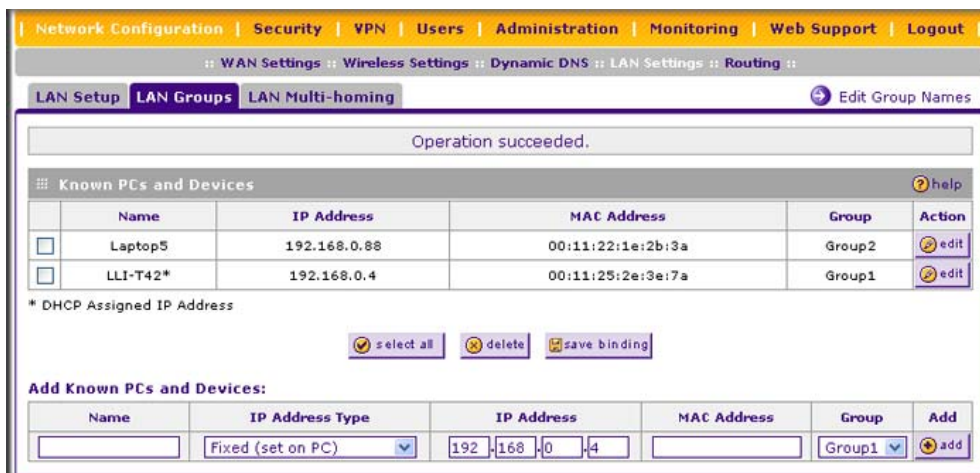 Network Configuration | Security | VPN | Users | Administration | Monitoring | Web Support | Logout
:: WAN Settings :: Wireless Settings :: Dynamic DNS :: LAN Settings :: Routing ::
LAN Setup LAN Groups LAN Multi-homing Edit Group Names
Operation succeeded.
Known PCs and Devices help
Name IP Address MAC Address Group Action
Laptop5 192.168.0.88 00:11:22:1e:2b:3a Group2 edit
LLI-T42* 192.168.0.4 00:11:25:2e:3e:7a Group1 edit
* DHCP Assigned IP Address
select all delete save binding
Add Known PCs and Devices:
Name IP Address Type IP Address MAC Address Group Add
Fixed (set on PC) 192 .168 .0 .4 Group1 add